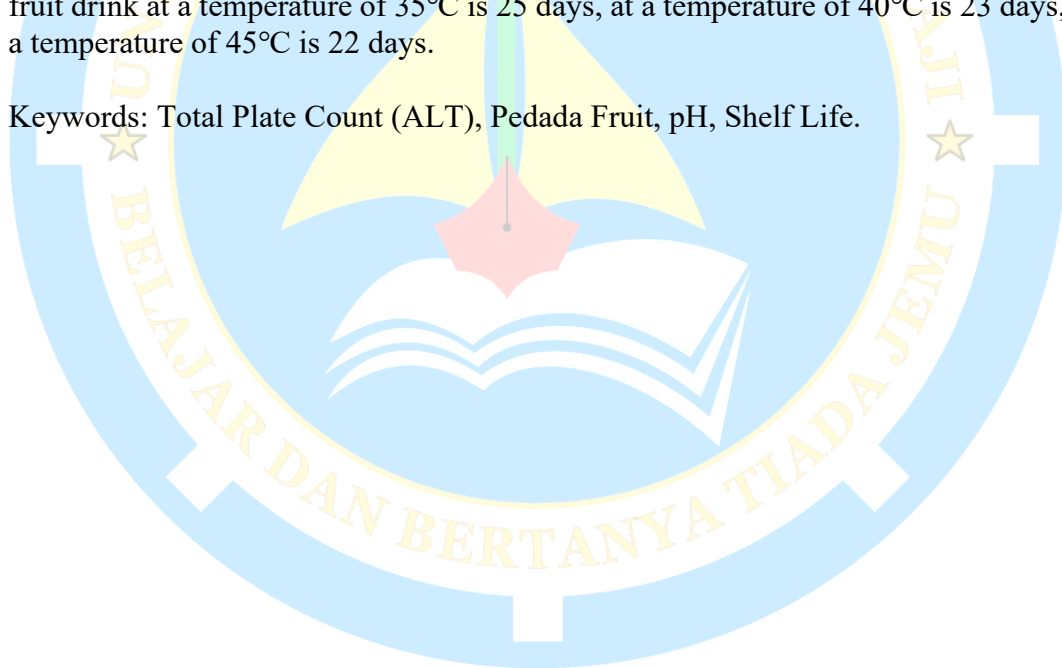 fruit drink at a temperature of 35°C is 25 days, at a temperature of 40°C is 23 days,
a temperature of 45°C is 22 days.
Keywords: Total Plate Count (ALT), Pedada Fruit, pH, Shelf Life.
BELAJAR DAN BERTANYA TIADA JEMU